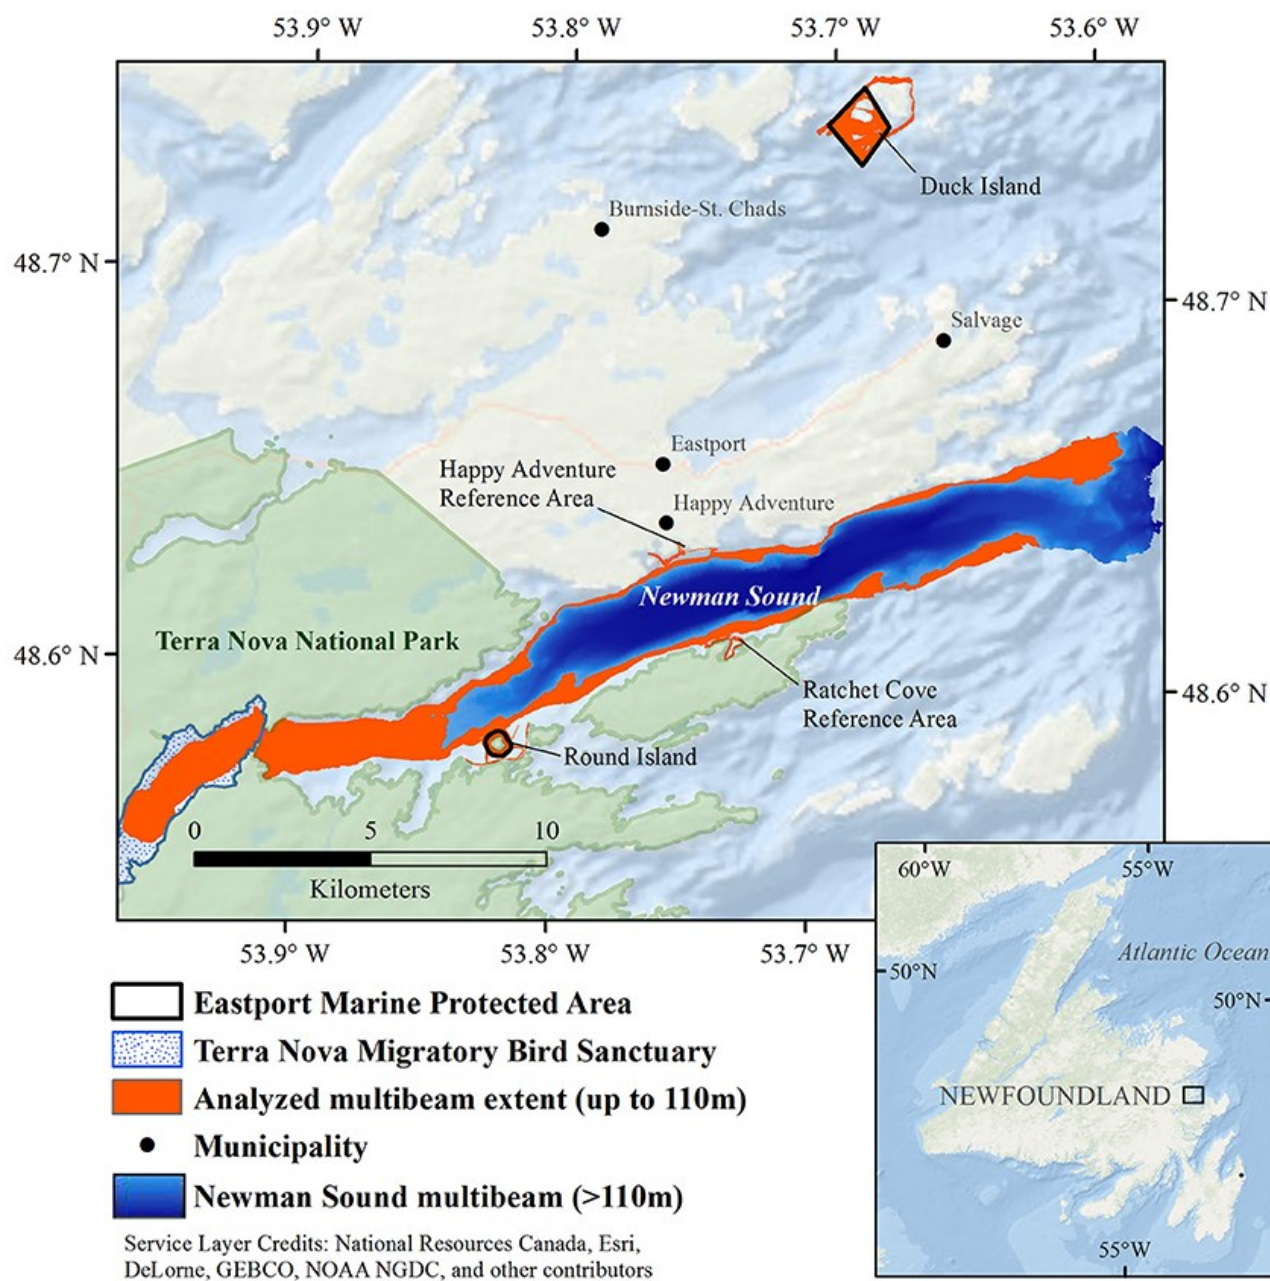 53.9° W
53.8° W
53.7° W
53.6° W
Duck Island
Burnside-St. Chads
48.7° N
48.7° N
Salvage
Eastport
Happy Adventure
Reference Area
Happy Adventure
Newman Sound
Terra Nova National Park
48.6° N
48.6° N
Ratchet Cove
Reference Area
Round Island
0
5
10
Kilometers
53.9° W
53.8° W
53.7° W
60°W
55°W
Atlantic Ocean
50°N
50°N
NEWFOUNDLAND
55°W
Eastport Marine Protected Area
Terra Nova Migratory Bird Sanctuary
Analyzed multibeam extent (up to 110m)
Municipality
Newman Sound multibeam (>110m)
Service Layer Credits: National Resources Canada, Esri,
DeLorne, GEBCO, NOAA NGDC, and other contributors